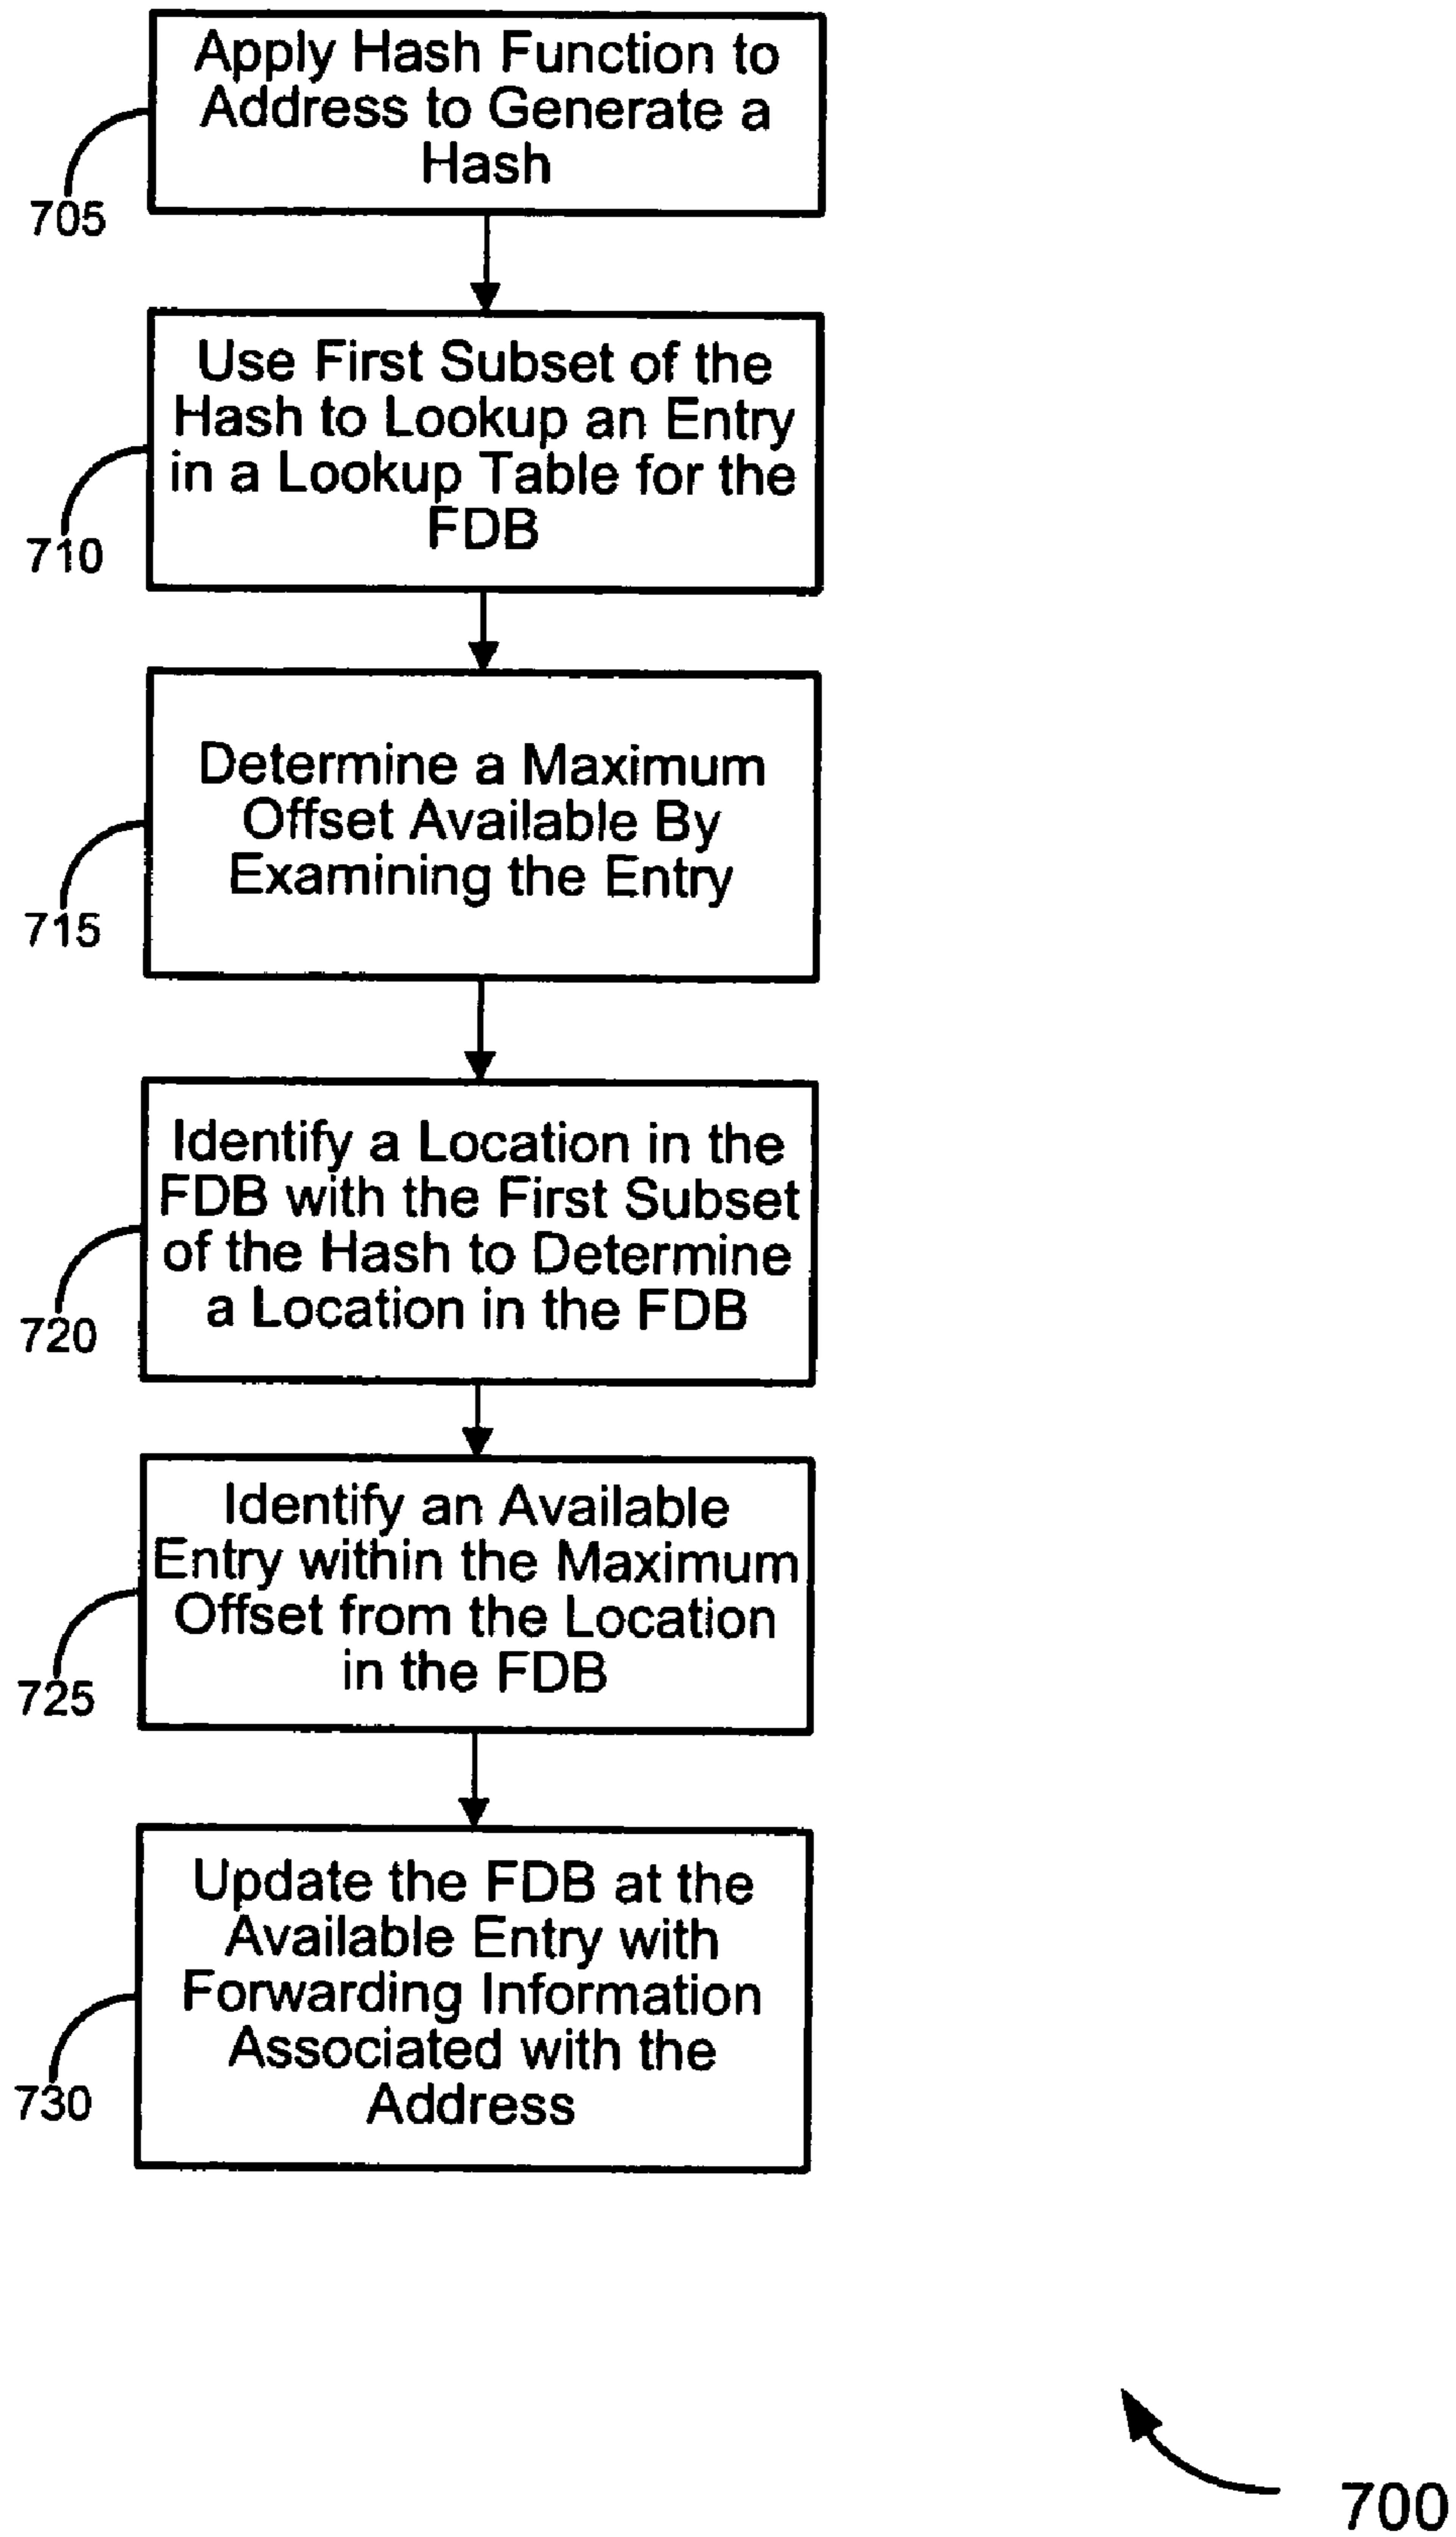 Apply Hash Function to
Address to Generate a
Hash
705
Use First Subset of the
Hash to Lookup an Entry
in a Lookup Table for the
FDB
710
Determine a Maximum
Offset Available By
Examining the Entry
715
Identify a Location in the
FDB with the First Subset
of the Hash to Determine
a Location in the FDB
720
Identify an Available
Entry within the Maximum
Offset from the Location
in the FDB
725
Update the FDB at the
Available Entry with
Forwarding Information
Associated with the
Address
730
700